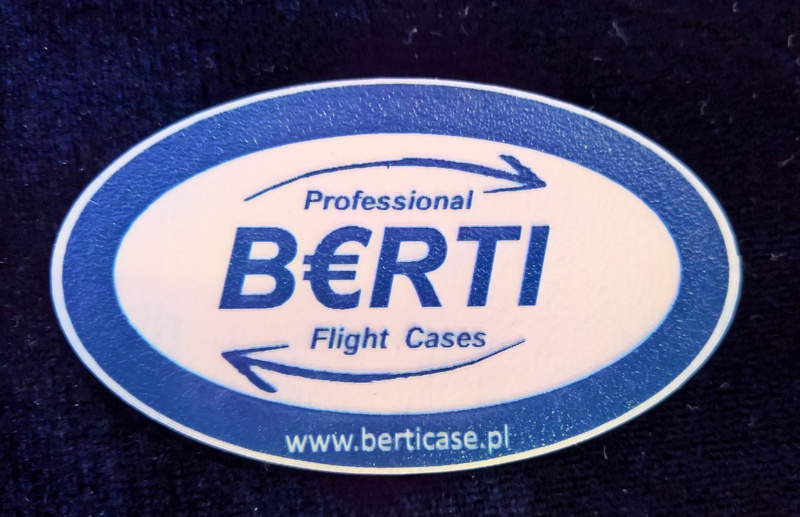 Professional
B€RTI
Flight Cases
www.berticase.pl